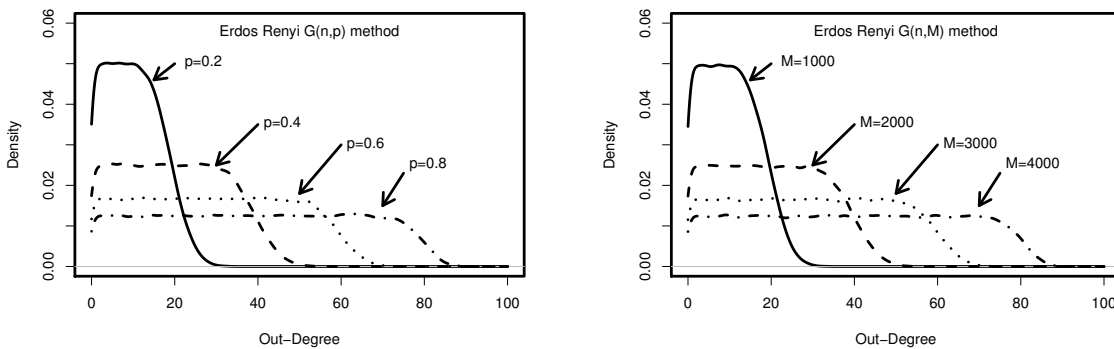 Erdos Renyi G(n,p) method
p=0.2
p=0.4
p=0.6
p=0.8
Density
0.00
0.02
0.04
0.06
0
20
40
60
80
100
Out−Degree
Erdos Renyi G(n,M) method
M=1000
M=2000
M=3000
M=4000
Density
0.00
0.02
0.04
0.06
0
20
40
60
80
100
Out−Degree